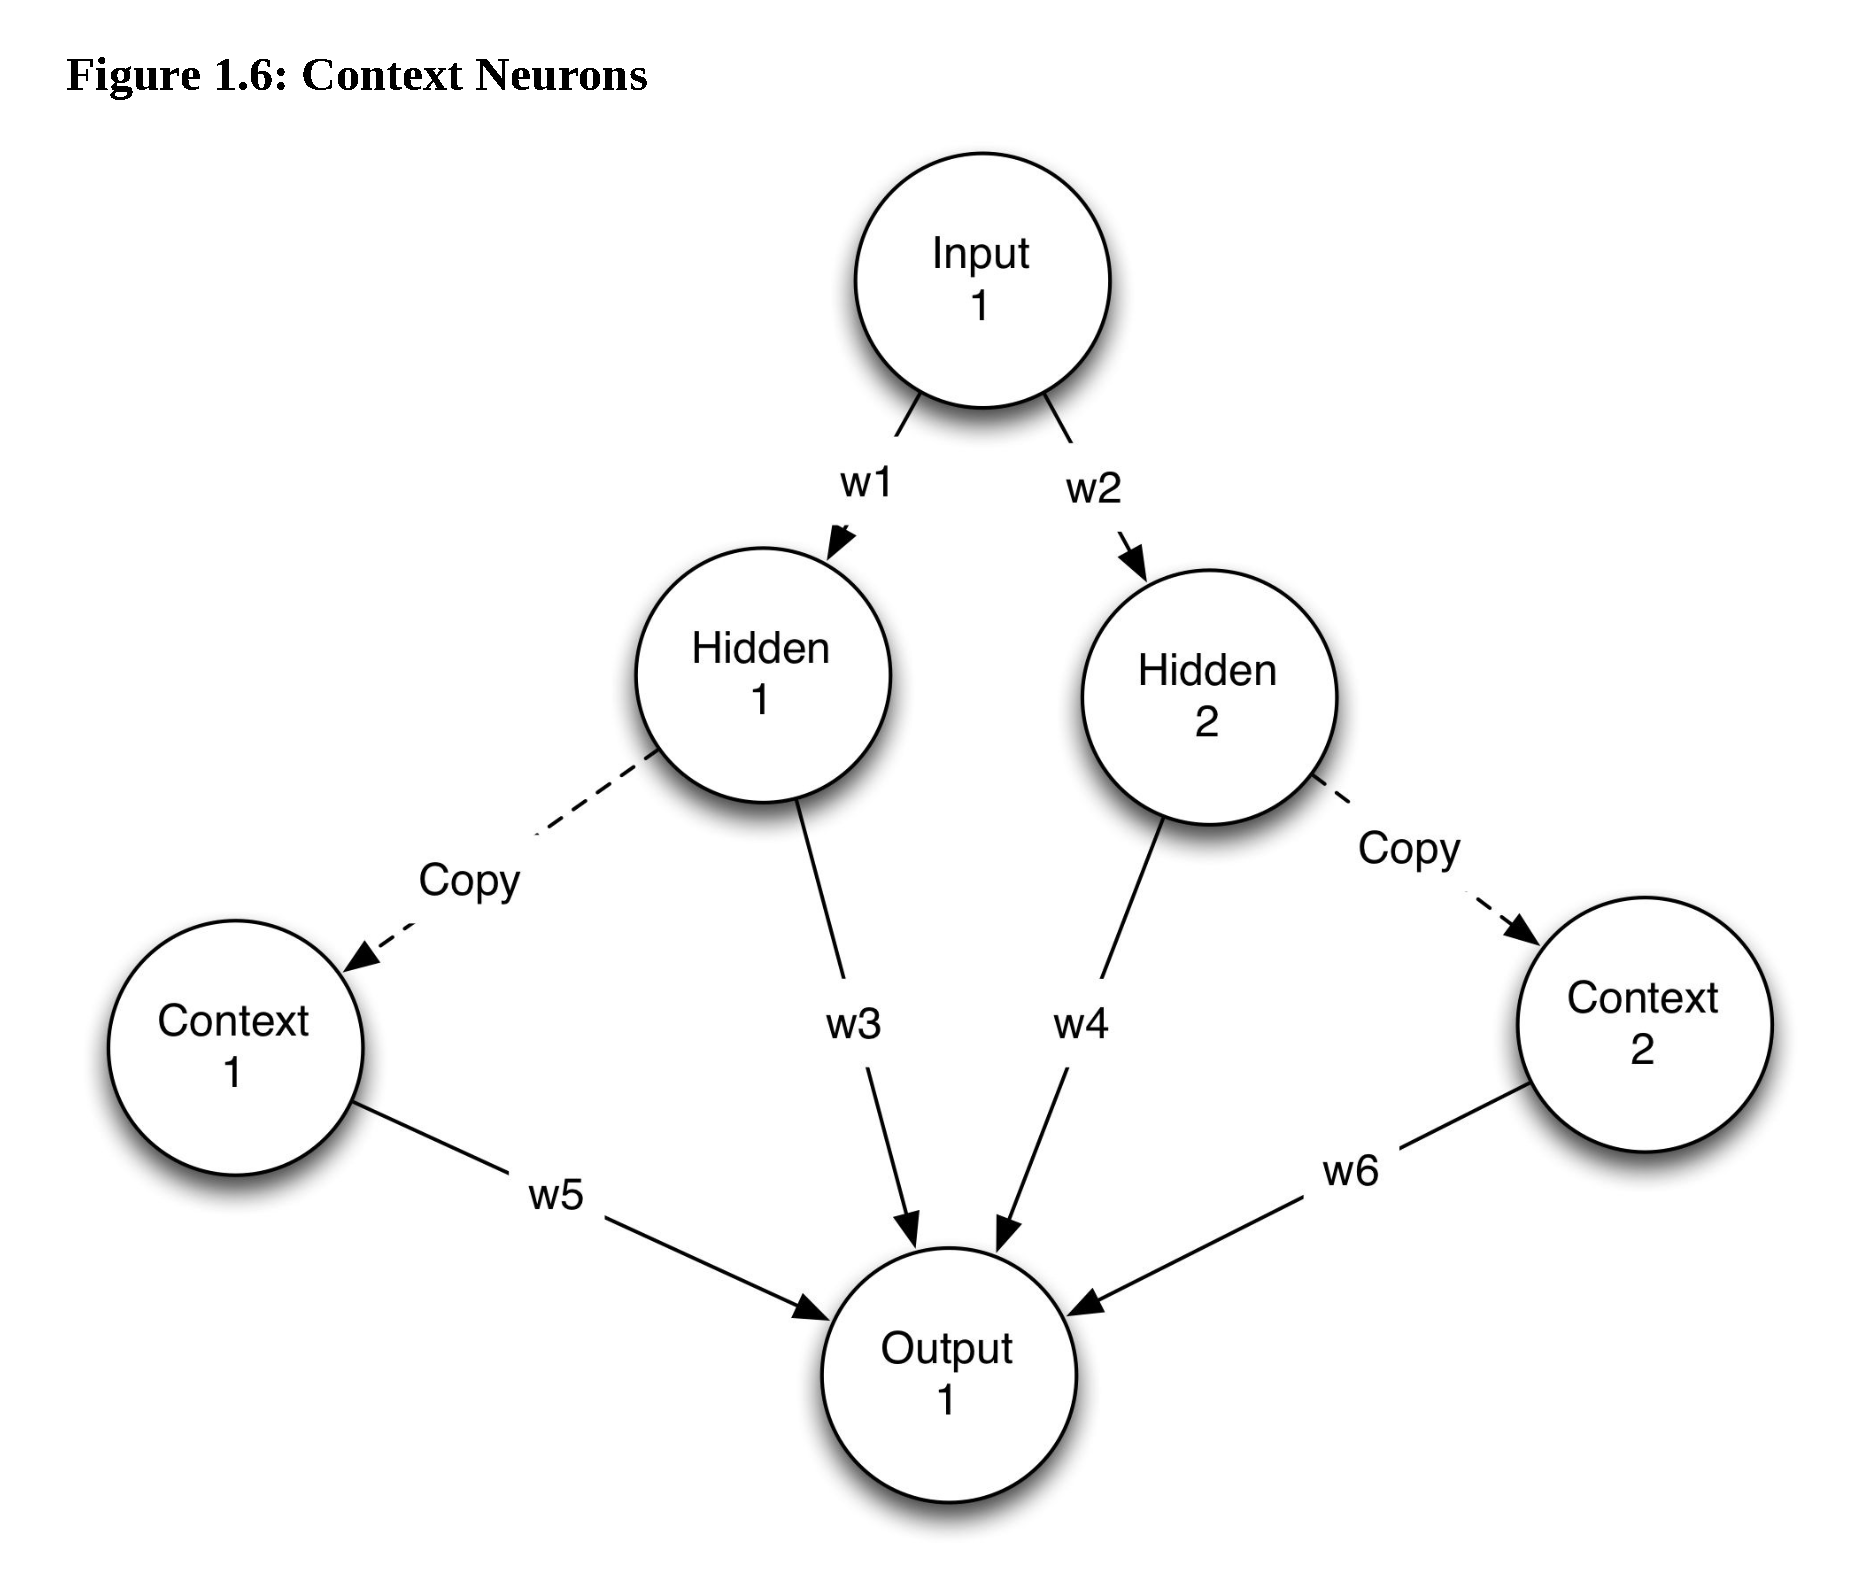 Figure 1.6: Context Neurons
Input
1
w1
w2
Hidden
1
Hidden
2
Copy
Copy
Context
1
w3
w4
Context
2
w5
w6
Output
1